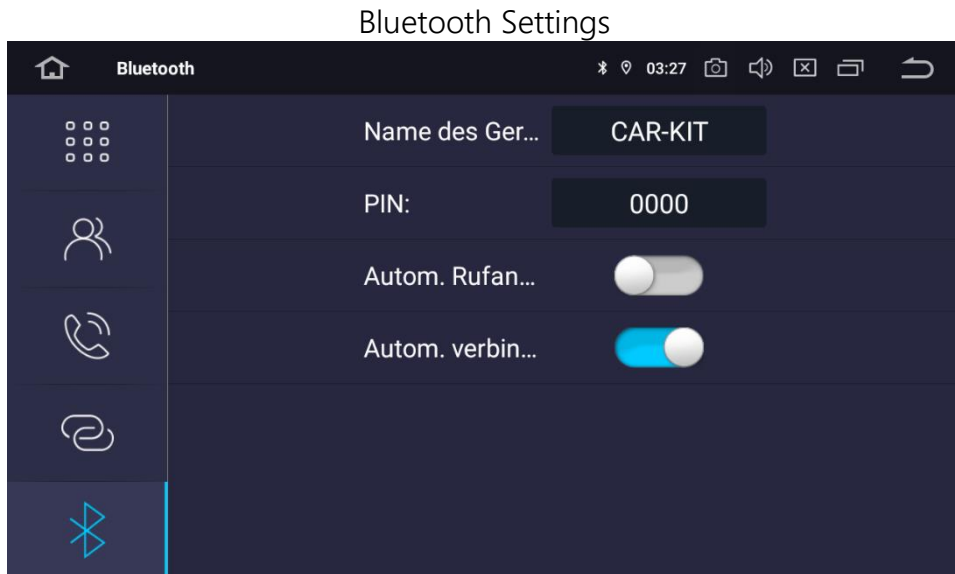 Bluetooth Settings
Bluetooth 03:27
Name des Ger... CAR-KIT
PIN: 0000
Autom. Rufan...
Autom. verbin...